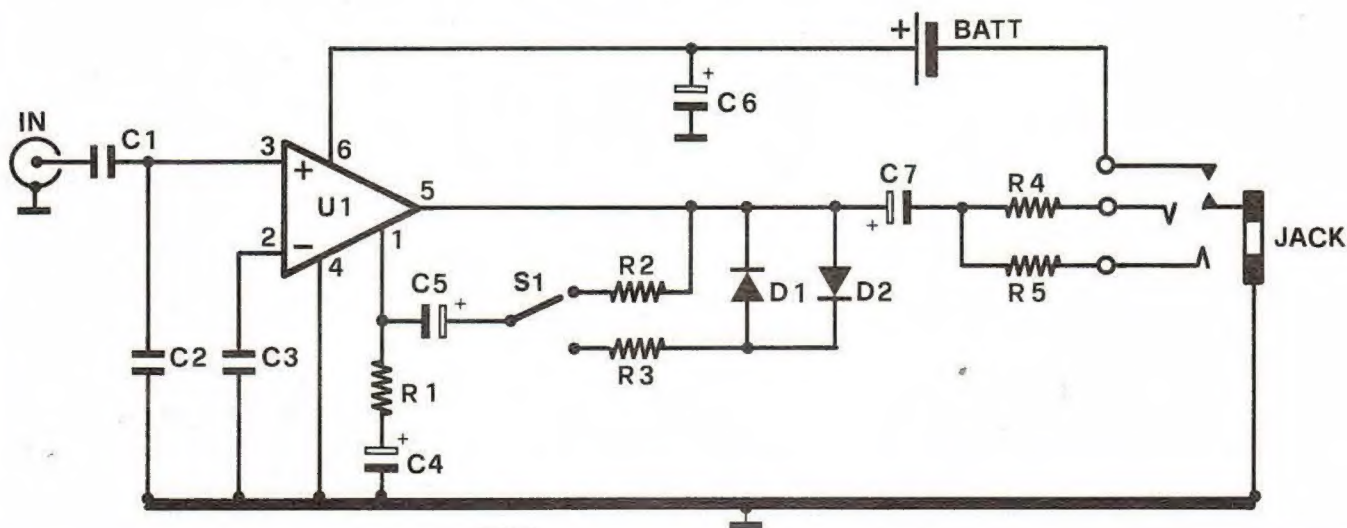 + BATT
+
C6
IN
C1
3
6
+
U1
5
C7
+
R4
2
−
4
1
R5
JACK
C5
+
S1
R2
D1
D2
R3
C2
C3
R1
+
C4